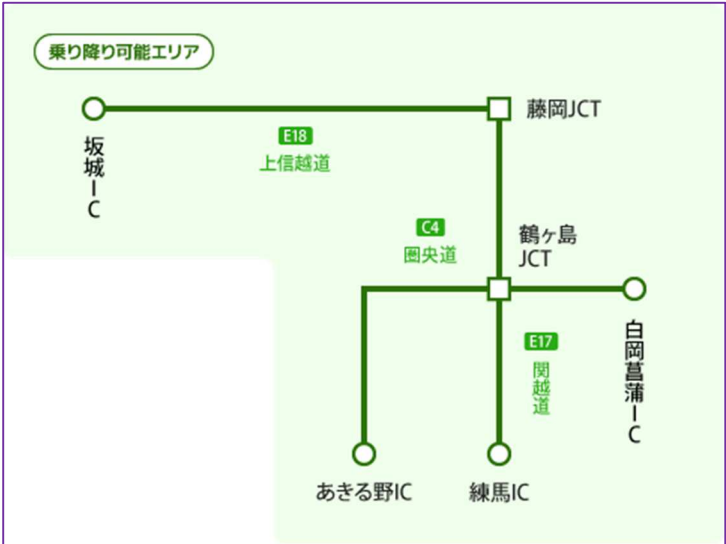 乗り降り可能エリア
藤岡JCT
坂城IC
E18
上信越道
C4
圏央道
鶴ヶ島
JCT
E17
関越道
白岡菖蒲IC
あきる野IC
練馬IC